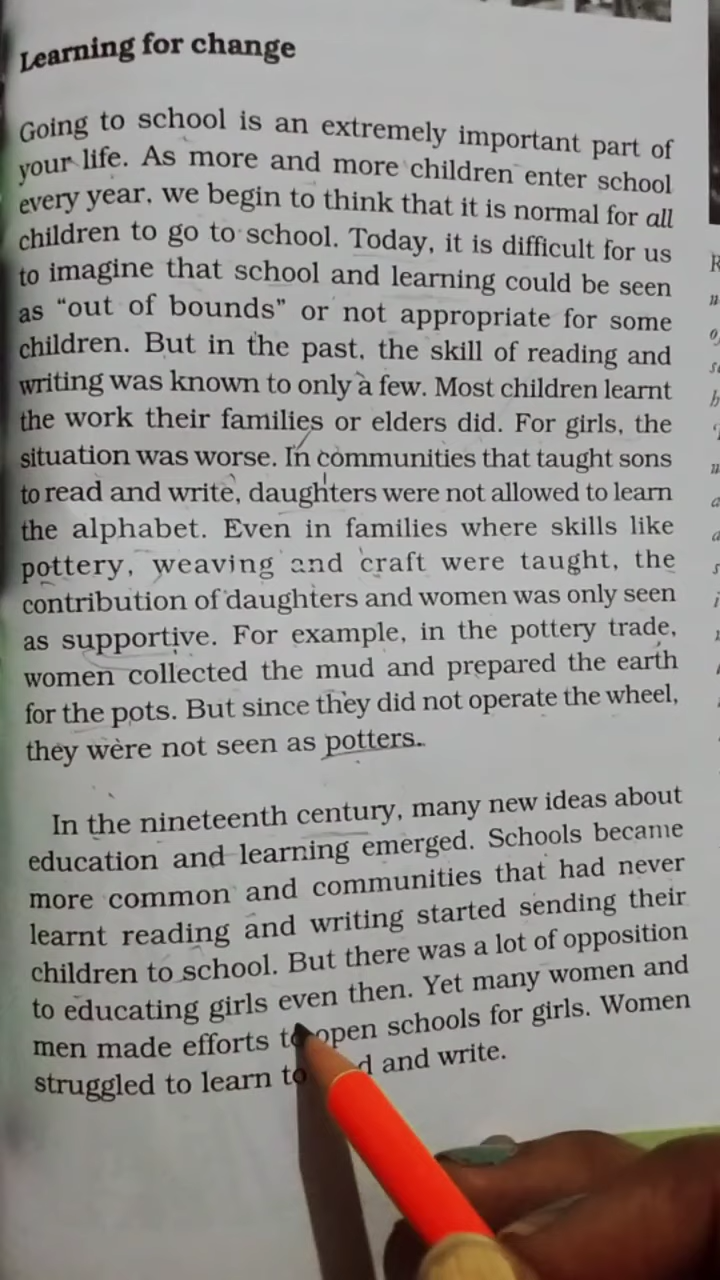 Learning for change
Going to school is an extremely important part of
your life. As more and more children enter school
every year, we begin to think that it is normal for all
children to go to school. Today, it is difficult for us
to imagine that school and learning could be seen
as “out of bounds” or not appropriate for some
children. But in the past, the skill of reading and
writing was known to only a few. Most children learnt
the work their families or elders did. For girls, the
situation was worse. In communities that taught sons
to read and write, daughters were not allowed to learn
the alphabet. Even in families where skills like
pottery, weaving and craft were taught, the
contribution of daughters and women was only seen
as supportive. For example, in the pottery trade,
women collected the mud and prepared the earth
for the pots. But since they did not operate the wheel,
they were not seen as potters.
In the nineteenth century, many new ideas about
education and learning emerged. Schools became
more common and communities that had never
learnt reading and writing started sending their
children to school. But there was a lot of opposition
to educating girls even then. Yet many women and
men made efforts to open schools for girls. Women
struggled to learn to and write.